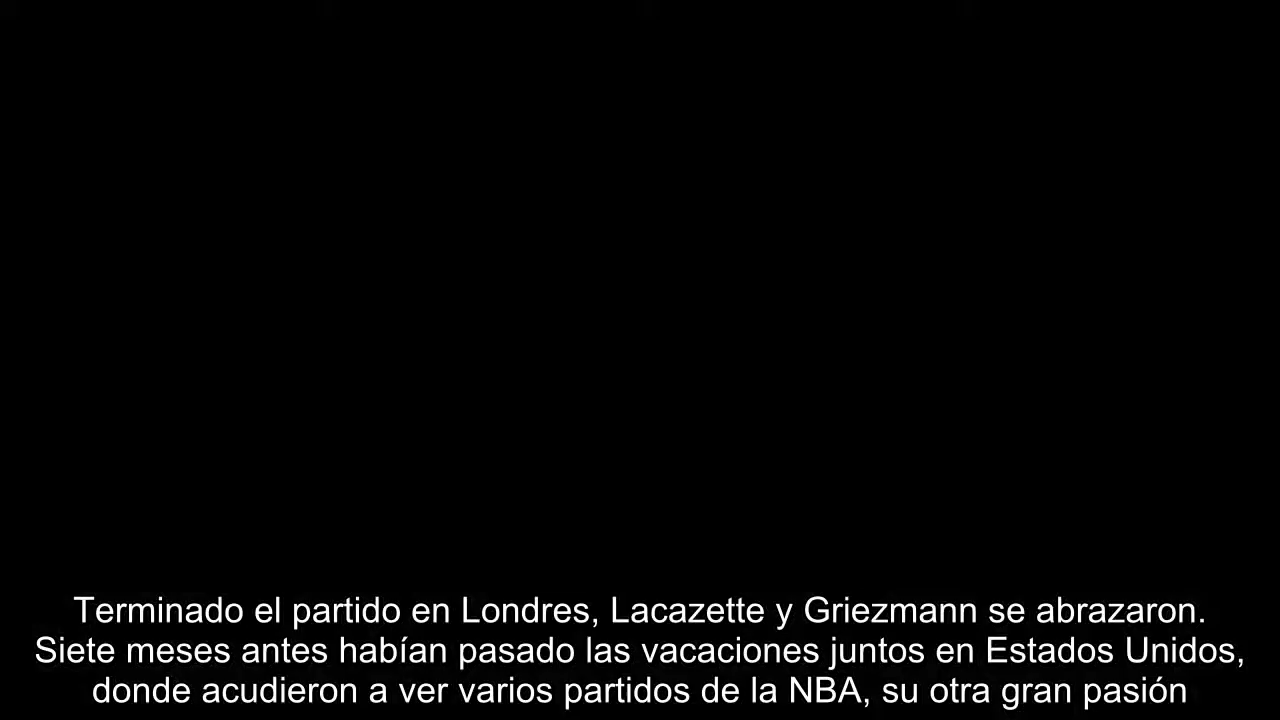 Terminado el partido en Londres, Lacazette y Griezmann se abrazaron.
Siete meses antes habían pasado las vacaciones juntos en Estados Unidos,
donde acudieron a ver varios partidos de la NBA, su otra gran pasión